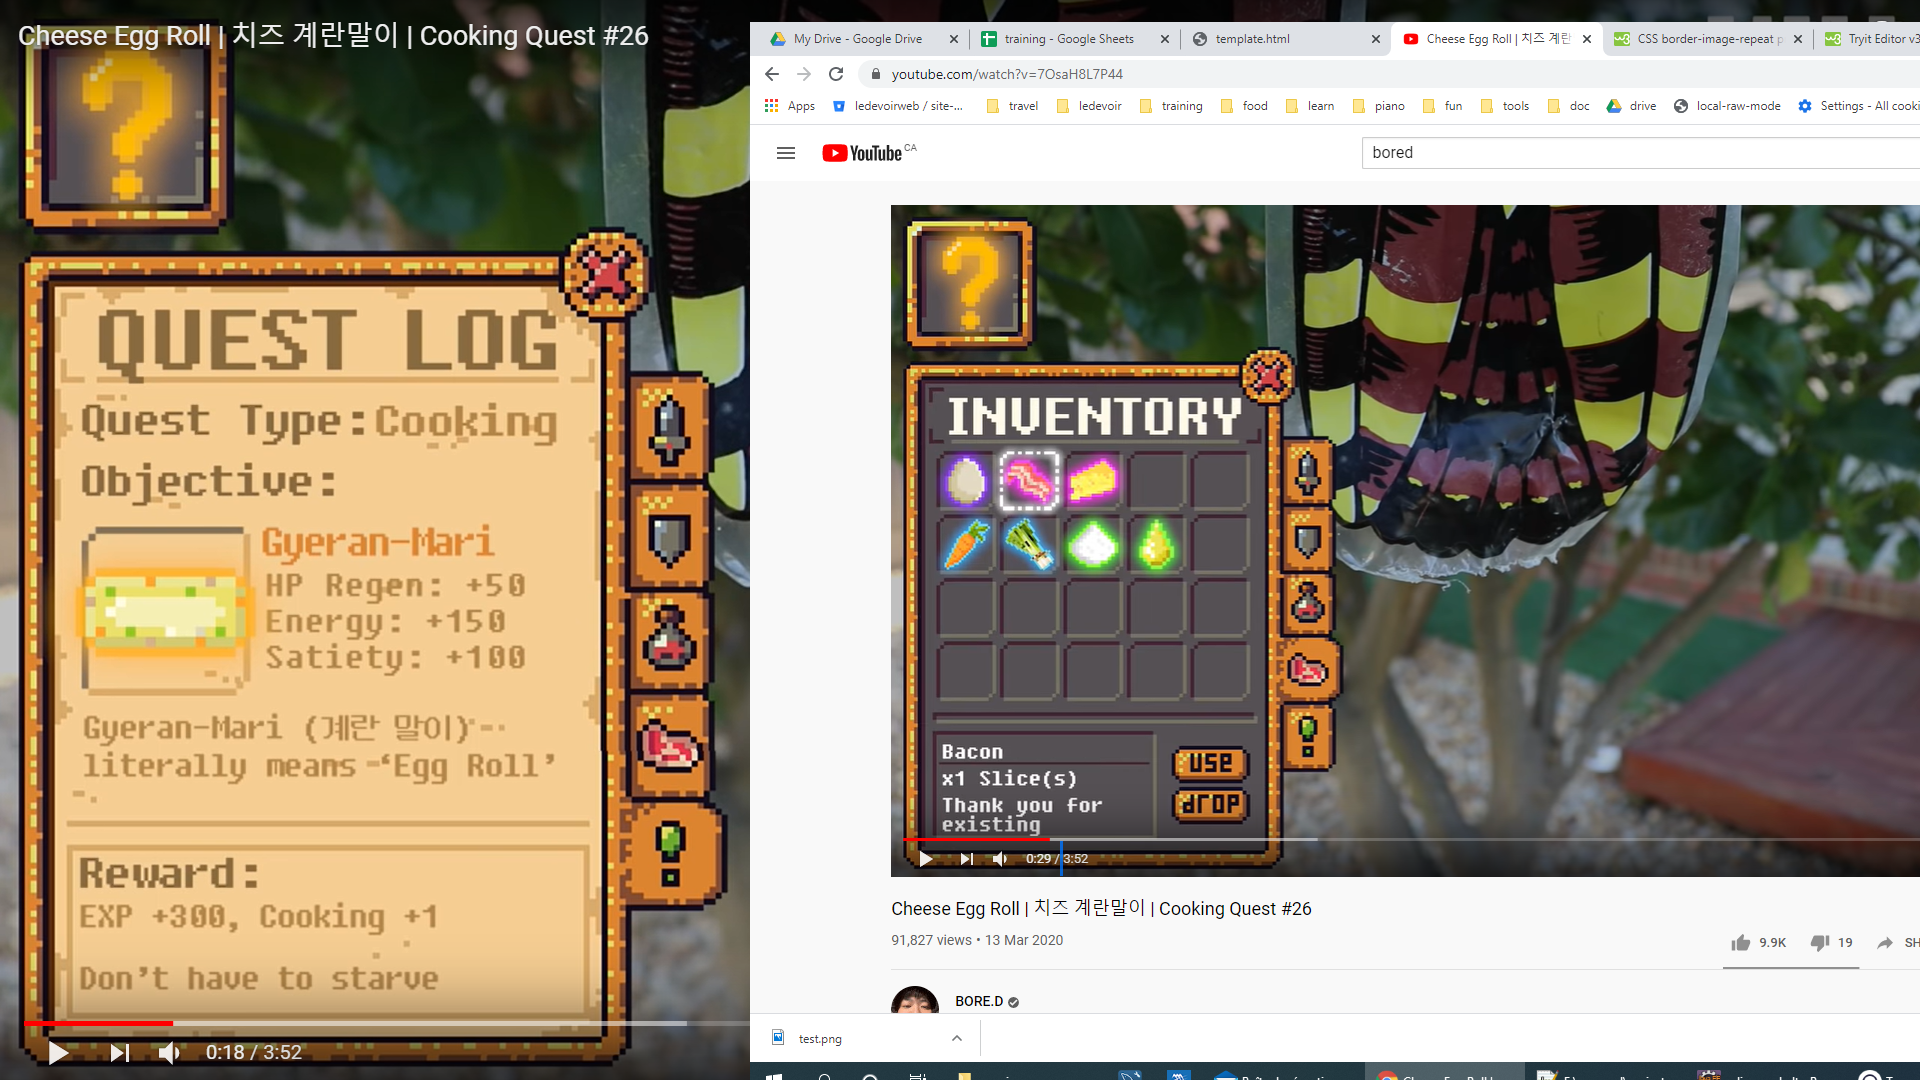 Cheese Egg Roll | 치즈 계란말이 | Cooking Quest #26
QUEST LOG
Quest Type: Cooking
Objective:
Gyeran-Mari
HP Regen: +50
Energy: +150
Satiety: +100
Gyeran-Mari (계란 말이)
literally means 'Egg Roll'
Reward:
EXP +300, Cooking +1
Don't have to starve
0:18 / 3:52
My Drive - Google Drive
training - Google Sheets
template.html
Cheese Egg Roll | 치즈 계란
CSS border-image-repeat p
Tryit Editor v3
youtube.com/watch?v=7OsaH8L7P44
Apps
ledevoirweb / site-...
travel
ledevoir
training
food
learn
piano
fun
tools
doc
drive
local-raw-mode
Settings - All cooki
YouTube CA
bored
INVENTORY
Bacon
x1 Slice(s)
Thank you for
existing
use
drop
0:29 / 3:52
Cheese Egg Roll | 치즈 계란말이 | Cooking Quest #26
91,827 views • 13 Mar 2020
9.9K
19
SH
BORE.D
test.png